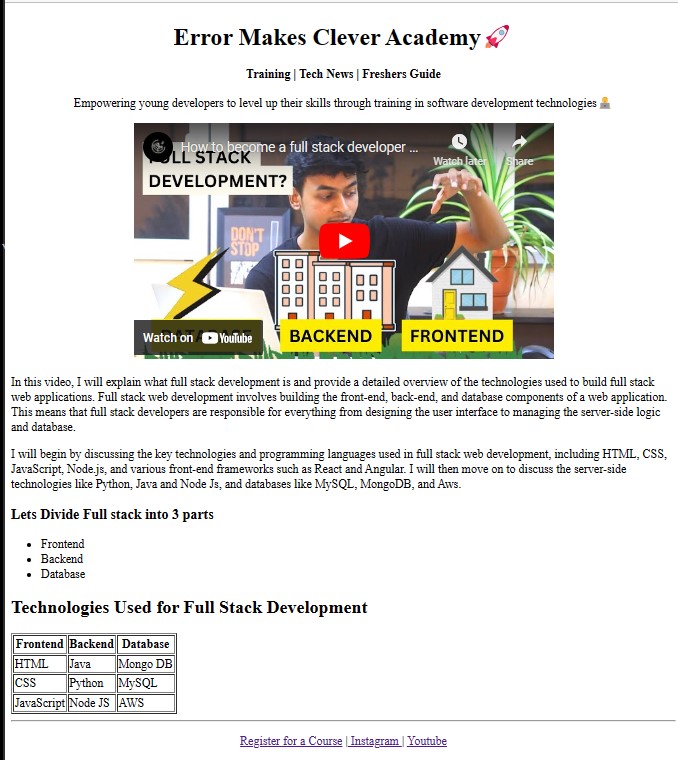 Error Makes Clever Academy🚀
Training | Tech News | Freshers Guide
Empowering young developers to level up their skills through training in software development technologies🧑‍💻
How to become a full stack developer ...
Watch later
Share
FULL STACK
DEVELOPMENT?
DON'T
STOP
DATABASE
BACKEND
FRONTEND
Watch on YouTube
In this video, I will explain what full stack development is and provide a detailed overview of the technologies used to build full stack
web applications. Full stack web development involves building the front-end, back-end, and database components of a web application.
This means that full stack developers are responsible for everything from designing the user interface to managing the server-side logic
and database.
I will begin by discussing the key technologies and programming languages used in full stack web development, including HTML, CSS,
JavaScript, Node.js, and various front-end frameworks such as React and Angular. I will then move on to discuss the server-side
technologies like Python, Java and Node Js, and databases like MySQL, MongoDB, and Aws.
Lets Divide Full stack into 3 parts
• Frontend
• Backend
• Database
Technologies Used for Full Stack Development
Frontend Backend Database
HTML Java Mongo DB
CSS Python MySQL
JavaScript Node JS AWS
Register for a Course | Instagram | Youtube